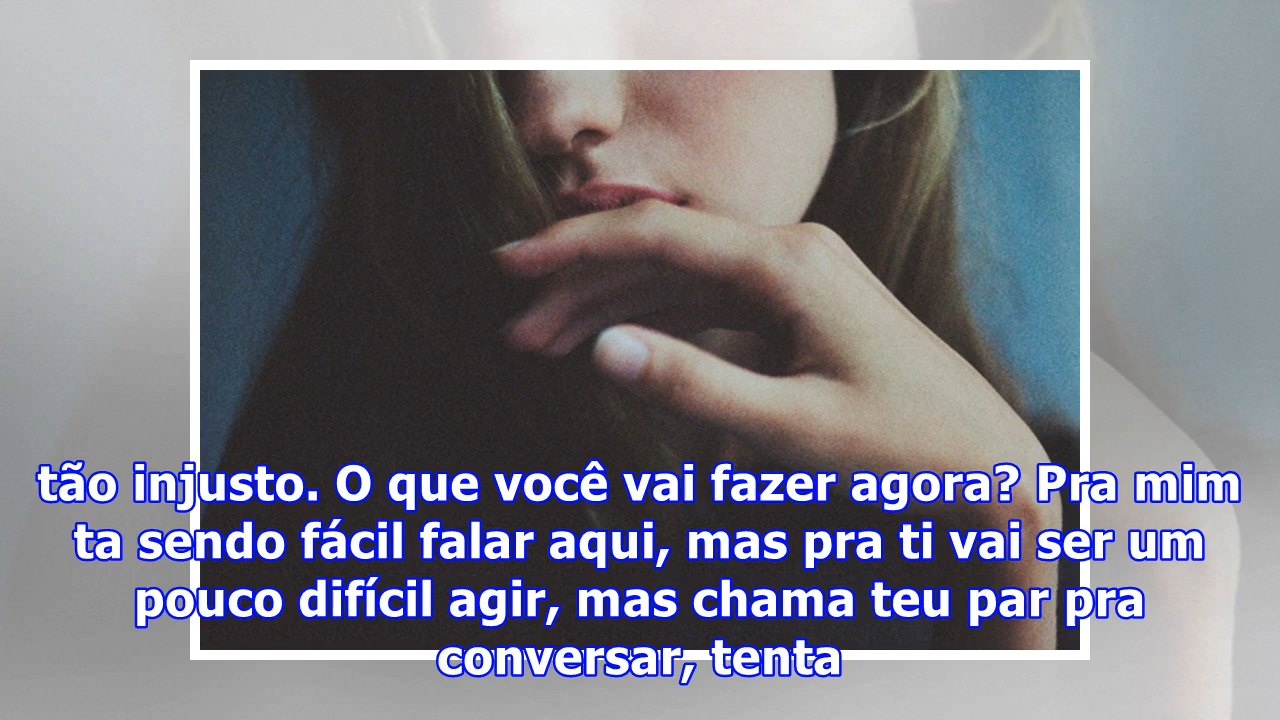 tão injusto. O que você vai fazer agora? Pra mim
ta sendo fácil falar aqui, mas pra ti vai ser um
pouco difícil agir, mas chama teu par pra
conversar, tenta